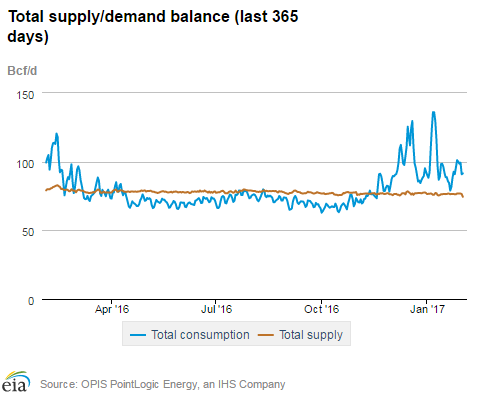 Total supply/demand balance (last 365
days)
Bcf/d
150
100
50
0
Apr '16 Jul '16 Oct '16 Jan '17
Total consumption Total supply
eia Source: OPIS PointLogic Energy, an IHS Company